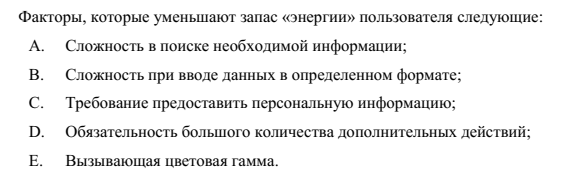 Факторы, которые уменьшают запас «энергии» пользователя следующие:
A. Сложность в поиске необходимой информации;
B. Сложность при вводе данных в определенном формате;
C. Требование предоставить персональную информацию;
D. Обязательность большого количества дополнительных действий;
E. Вызывающая цветовая гамма.